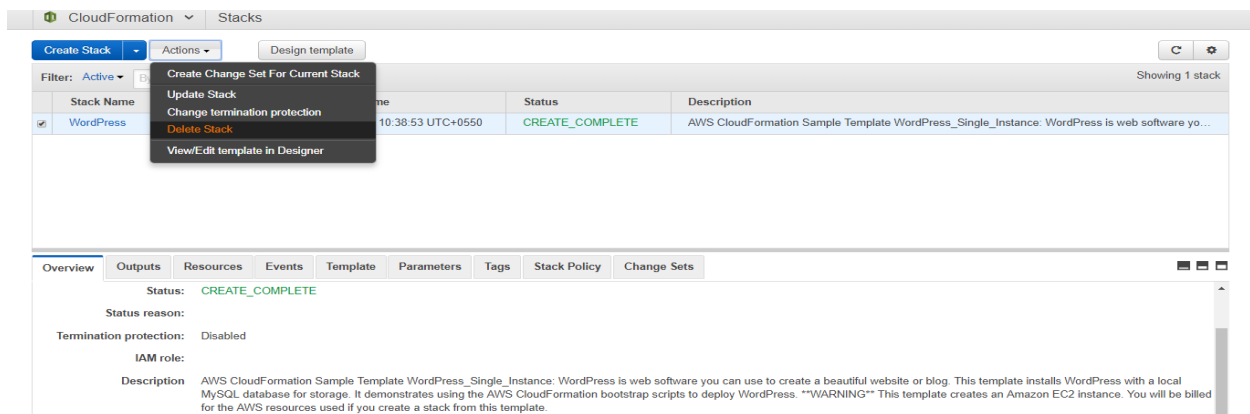 CloudFormation Stacks
Create Stack Actions Design template
Filter: Active Showing 1 stack
Create Change Set For Current Stack
Update Stack
Change termination protection
Delete Stack
View/Edit template in Designer
Stack Name Status Description
WordPress 10:38:53 UTC+0550 CREATE_COMPLETE AWS CloudFormation Sample Template WordPress_Single_Instance: WordPress is web software yo...
Overview Outputs Resources Events Template Parameters Tags Stack Policy Change Sets
Status: CREATE_COMPLETE
Status reason:
Termination protection: Disabled
IAM role:
Description AWS CloudFormation Sample Template WordPress_Single_Instance: WordPress is web software you can use to create a beautiful website or blog. This template installs WordPress with a local
MySQL database for storage. It demonstrates using the AWS CloudFormation bootstrap scripts to deploy WordPress. **WARNING** This template creates an Amazon EC2 instance. You will be billed
for the AWS resources used if you create a stack from this template.